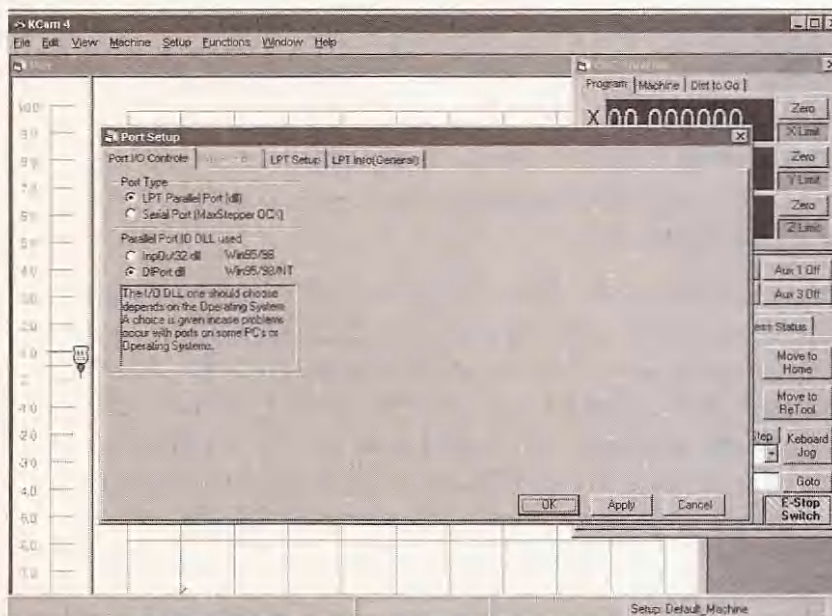 KCam 4
File Edit View Machine Setup Functions Window Help
Program Machine Dist to Go
X 00.000000 Zero
X Limit
Zero
Y Limit
Zero
Z Limit
Port Setup
Port I/O Controls LPT Setup LPT Info(General)
Port Type
LPT Parallel Port (dll)
Serial Port (MaxStepper OCX)
Parallel Port IO DLL used
InpOut32 dll Win95/98
DlPort dll Win95/98/NT
The I/O DLL one should choose
depends on the Operating System
A choice is given incase problems
occur with ports on some PC's or
Operating Systems.
OK Apply Cancel
Aux 1 Off
Aux 3 Off
Status
Move to
Home
Move to
ReTool
Step
Keboard
Jog
Goto
E-Stop
Switch
Setup: Default_Machine